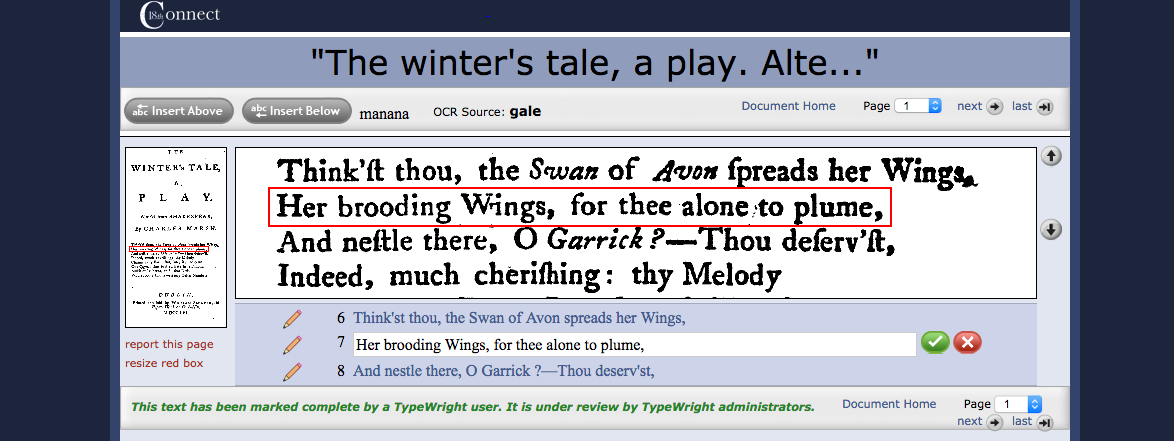 18thConnect
"The winter's tale, a play. Alte..."
abc Insert Above abc Insert Below manana OCR Source: gale Document Home Page 1 next last
THE
WINTER's TALE,
A
PLAY.
By CHARLES MARSH.
DUBLIN,
Think'ſt thou, the Swan of Avon ſpreads her Wings,
Her brooding Wings, for thee alone to plume,
And neſtle there, O Garrick?—Thou deſerv'ſt,
Indeed, much cheriſhing: thy Melody
report this page
resize red box
6 Think'st thou, the Swan of Avon spreads her Wings,
7 Her brooding Wings, for thee alone to plume,
8 And nestle there, O Garrick ?—Thou deserv'st,
This text has been marked complete by a TypeWright user. It is under review by TypeWright administrators.
Document Home Page 1
next last